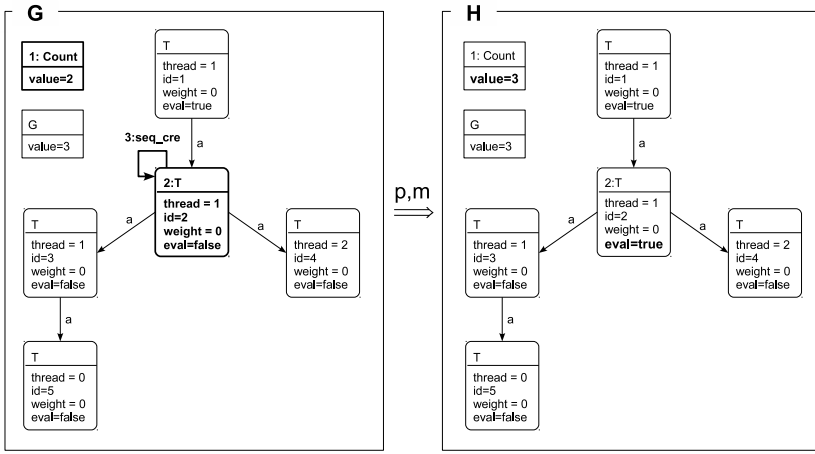 G
1: Count
value=2
G
value=3
T
thread = 1
id=1
weight = 0
eval=true
a
3:seq_cre
2:T
thread = 1
id=2
weight = 0
eval=false
a
a
T
thread = 1
id=3
weight = 0
eval=false
T
thread = 2
id=4
weight = 0
eval=false
a
T
thread = 0
id=5
weight = 0
eval=false
p,m
H
1: Count
value=3
G
value=3
T
thread = 1
id=1
weight = 0
eval=true
a
2:T
thread = 1
id=2
weight = 0
eval=true
a
a
T
thread = 1
id=3
weight = 0
eval=false
T
thread = 2
id=4
weight = 0
eval=false
a
T
thread = 0
id=5
weight = 0
eval=false